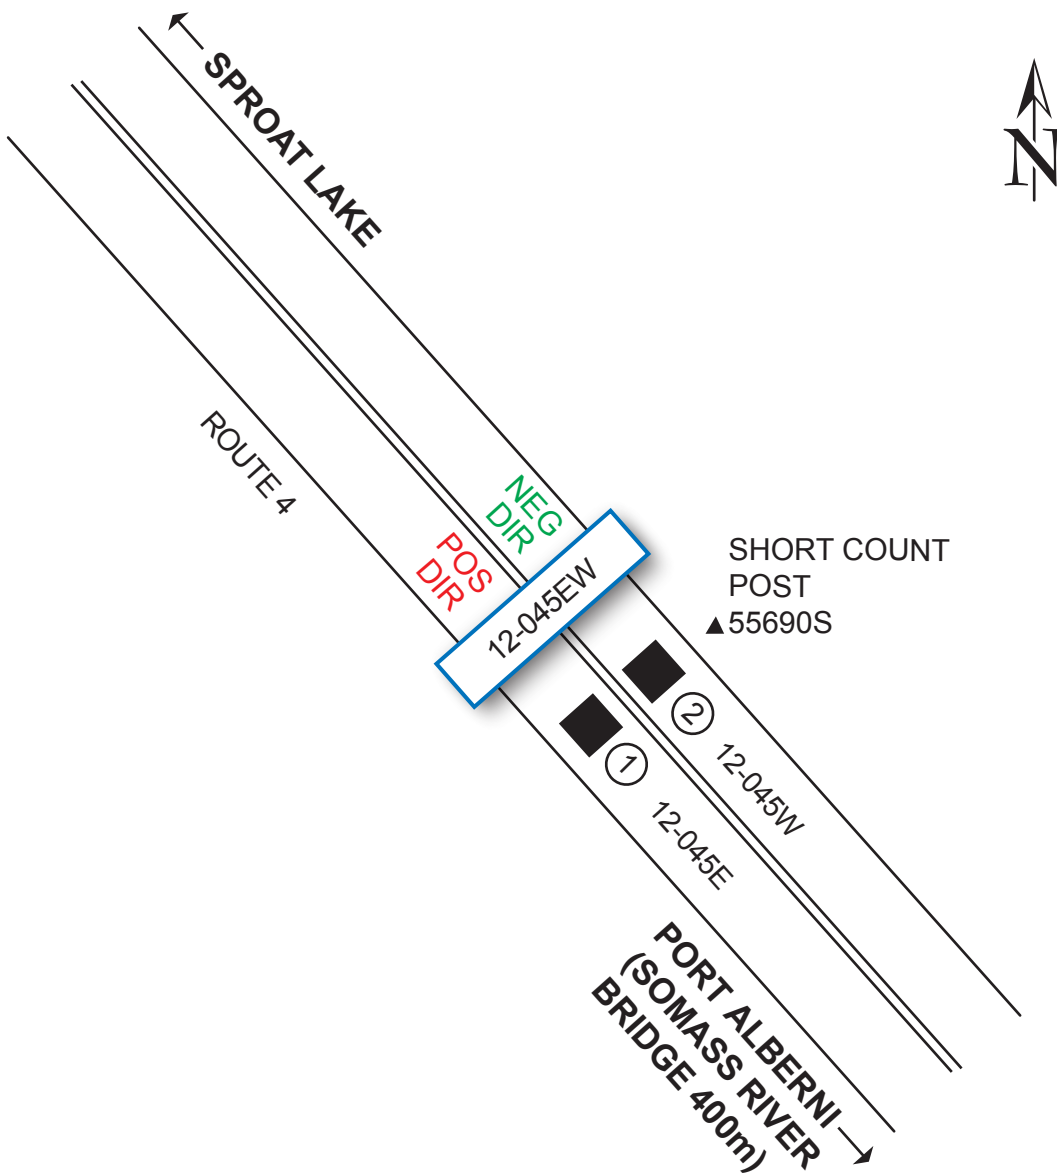 SPROAT LAKE
N
ROUTE 4
NEG
DIR
POS
DIR
12-045EW
SHORT COUNT
POST
▲55690S
2
12-045W
1
12-045E
PORT ALBERNI
(SOMASS RIVER
BRIDGE 400m)